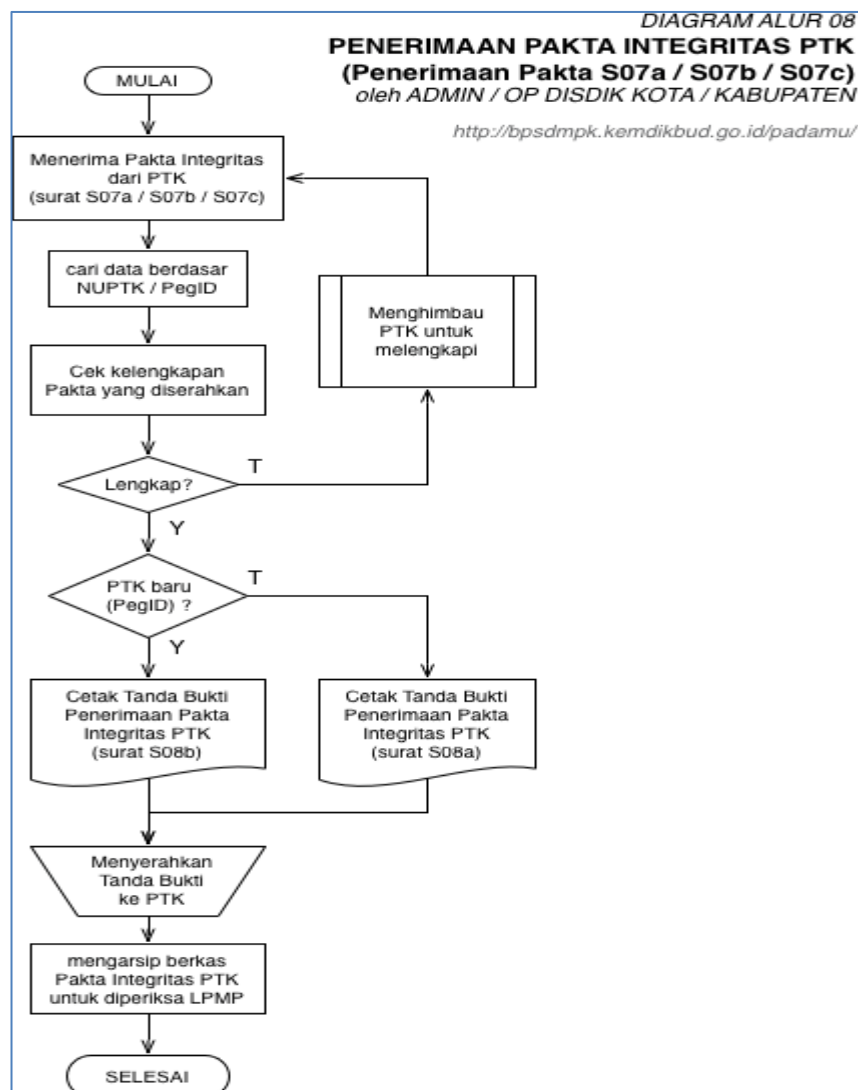 DIAGRAM ALUR 08
PENERIMAAN PAKTA INTEGRITAS PTK
(Penerimaan Pakta S07a / S07b / S07c)
oleh ADMIN / OP DISDIK KOTA / KABUPATEN
http://bpsdmpk.kemdikbud.go.id/padamu/
MULAI
Menerima Pakta Integritas
dari PTK
(surat S07a / S07b / S07c)
cari data berdasar
NUPTK / PegID
Menghimbau
PTK untuk
melengkapi
Cek kelengkapan
Pakta yang diserahkan
Lengkap?
T
Y
PTK baru
(PegID) ?
T
Y
Cetak Tanda Bukti
Penerimaan Pakta
Integritas PTK
(surat S08b)
Cetak Tanda Bukti
Penerimaan Pakta
Integritas PTK
(surat S08a)
Menyerahkan
Tanda Bukti
ke PTK
mengarsip berkas
Pakta Integritas PTK
untuk diperiksa LPMP
SELESAI